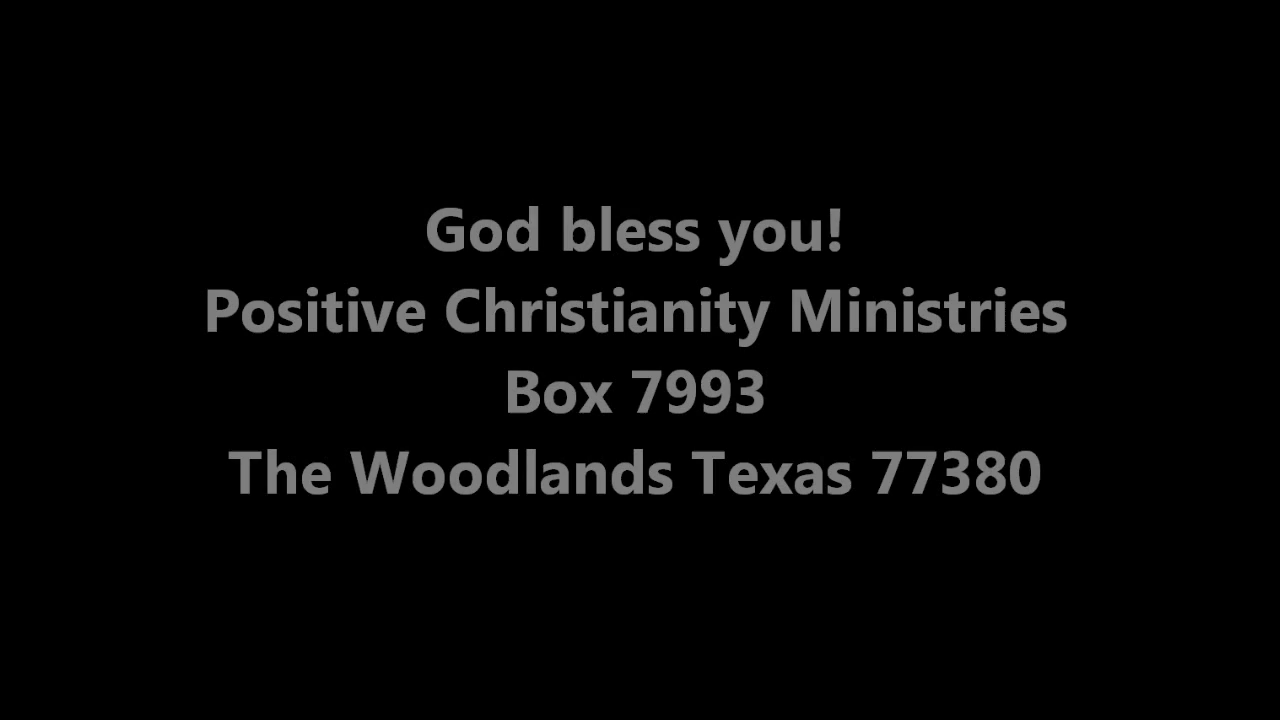 God bless you!
Positive Christianity Ministries
Box 7993
The Woodlands Texas 77380